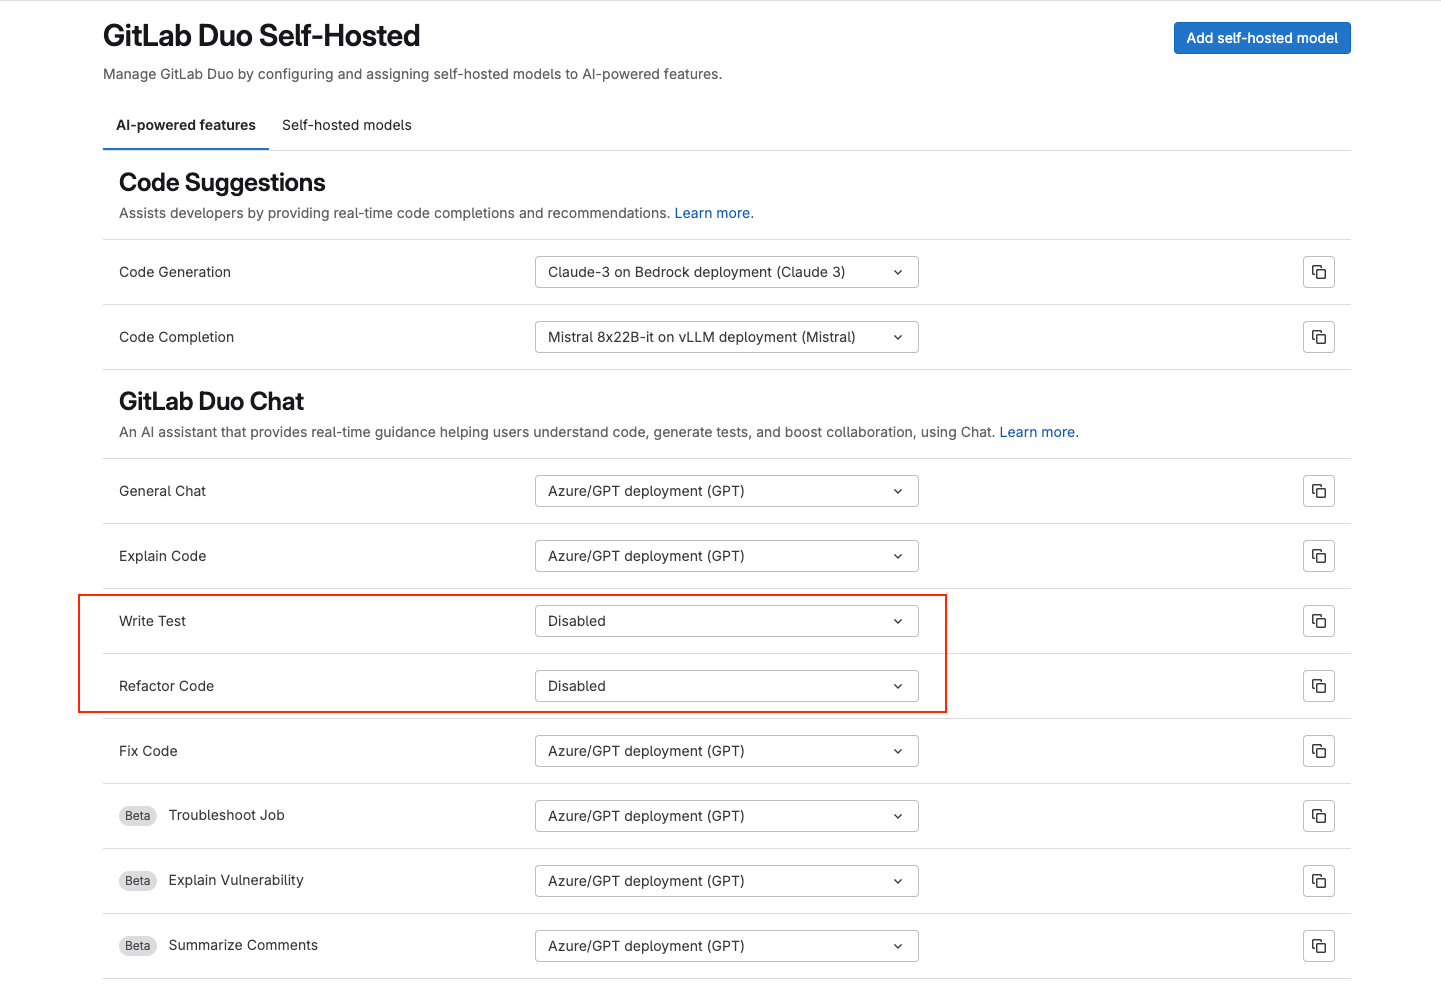 GitLab Duo Self-Hosted
Add self-hosted model
Manage GitLab Duo by configuring and assigning self-hosted models to AI-powered features.
AI-powered features
Self-hosted models
Code Suggestions
Assists developers by providing real-time code completions and recommendations. Learn more.
Code Generation
Claude-3 on Bedrock deployment (Claude 3)
Code Completion
Mistral 8x22B-it on vLLM deployment (Mistral)
GitLab Duo Chat
An AI assistant that provides real-time guidance helping users understand code, generate tests, and boost collaboration, using Chat. Learn more.
General Chat
Azure/GPT deployment (GPT)
Explain Code
Azure/GPT deployment (GPT)
Write Test
Disabled
Refactor Code
Disabled
Fix Code
Azure/GPT deployment (GPT)
Beta Troubleshoot Job
Azure/GPT deployment (GPT)
Beta Explain Vulnerability
Azure/GPT deployment (GPT)
Beta Summarize Comments
Azure/GPT deployment (GPT)